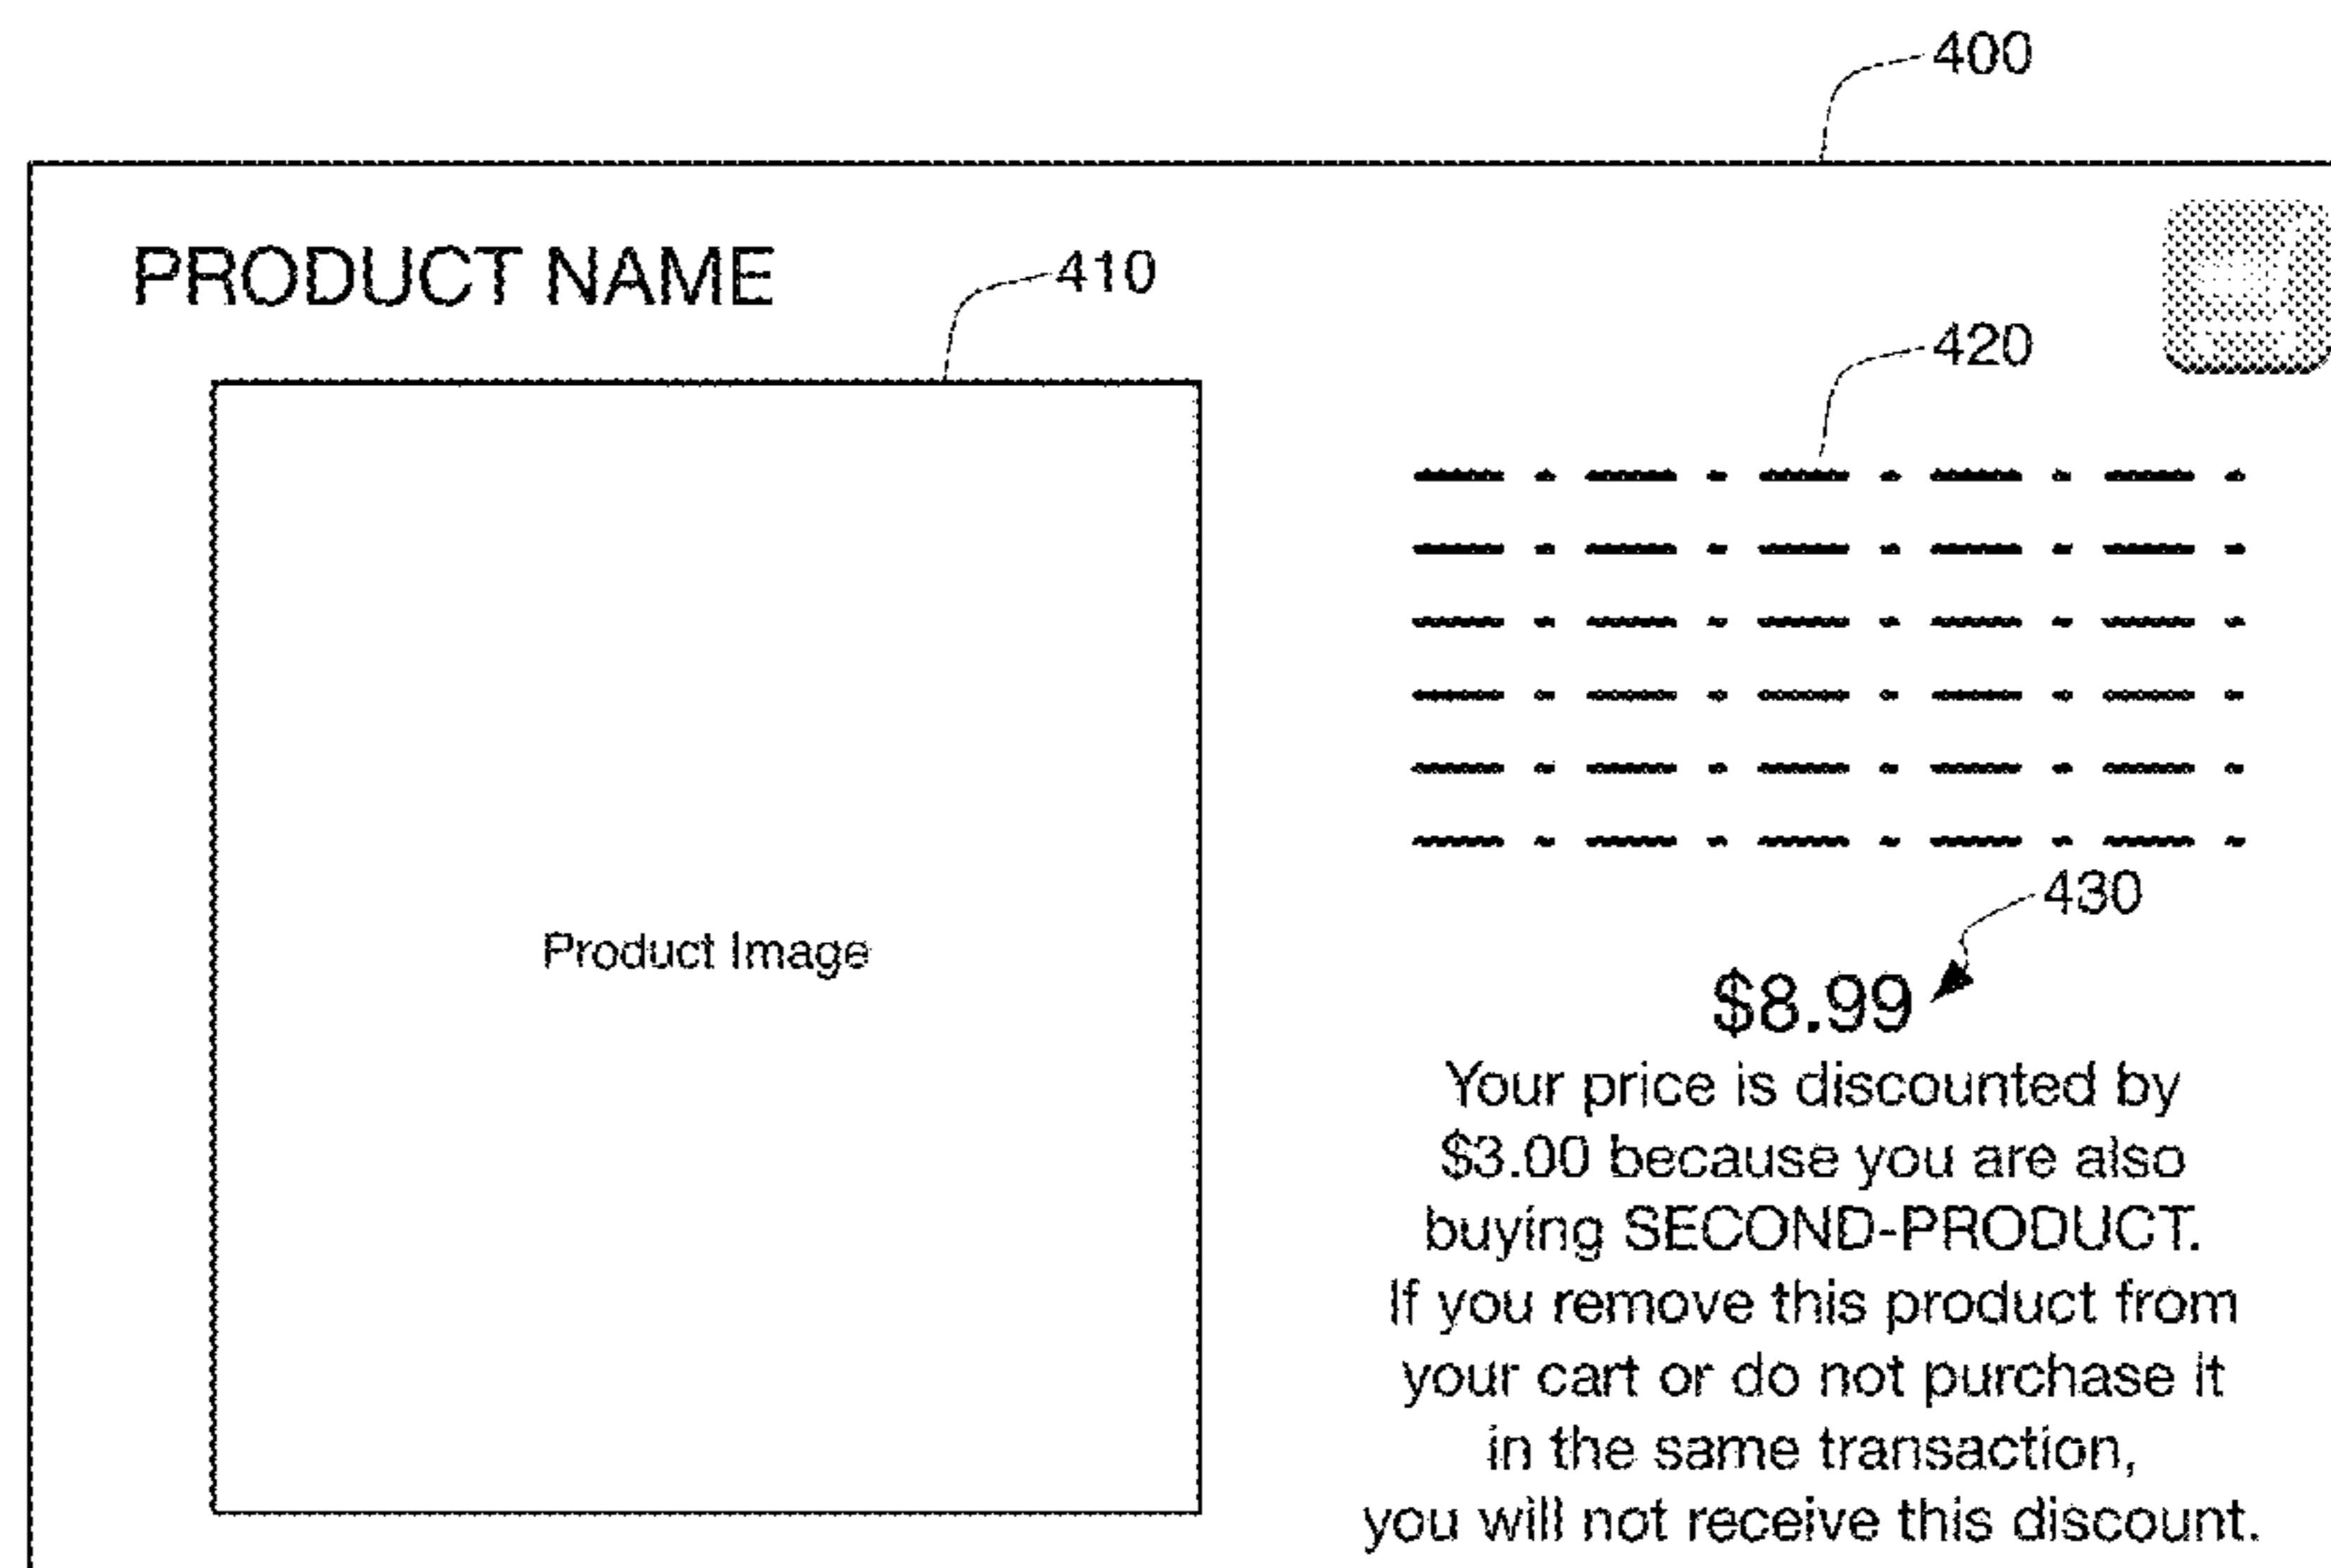 400
PRODUCT NAME
410
420
Product Image
430
$8.99
Your price is discounted by
$3.00 because you are also
buying SECOND-PRODUCT.
If you remove this product from
your cart or do not purchase it
in the same transaction,
you will not receive this discount.